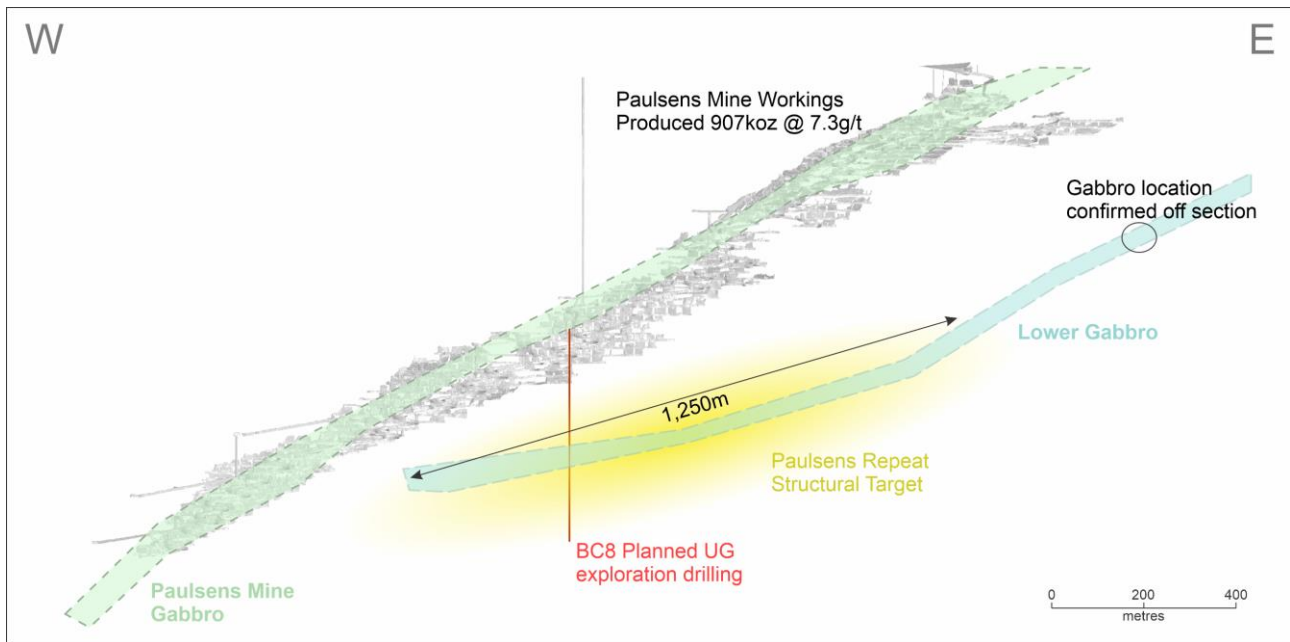 W
E
Paulsens Mine Workings
Produced 907koz @ 7.3g/t
Gabbro location
confirmed off section
Lower Gabbro
1,250m
Paulsens Repeat
Structural Target
BC8 Planned UG
exploration drilling
Paulsens Mine
Gabbro
0 200 400
metres